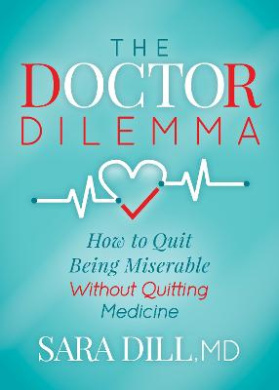 THE
DOCTOR
DILEMMA
How to Quit
Being Miserable
Without Quitting
Medicine
SARA DILL, MD